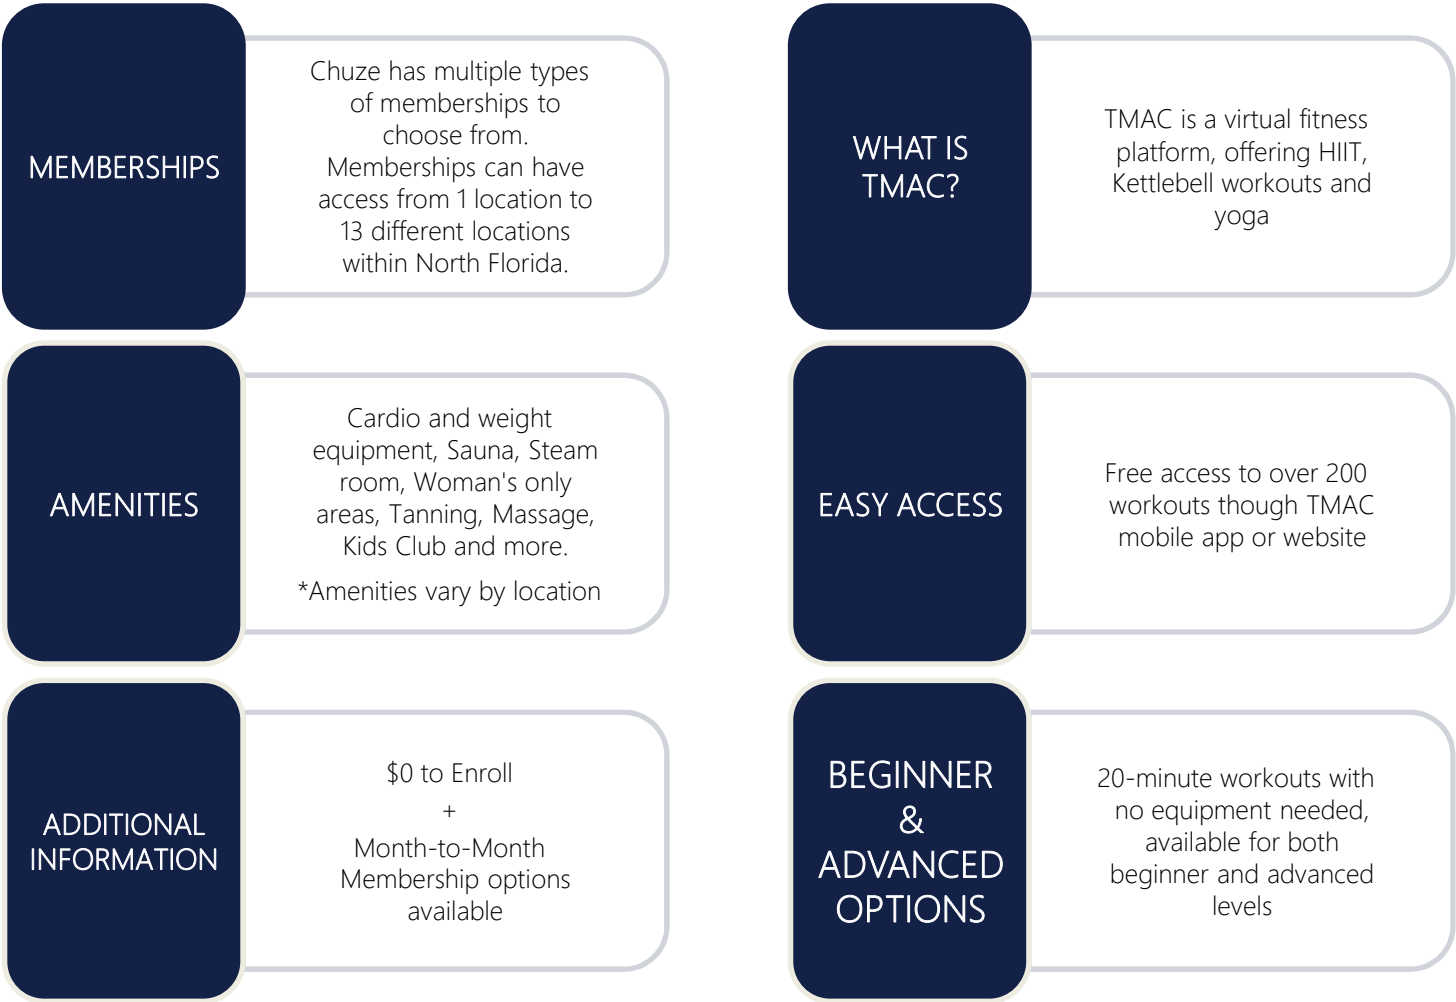 MEMBERSHIPS
Chuze has multiple types
of memberships to
choose from.
Memberships can have
access from 1 location to
13 different locations
within North Florida.
AMENITIES
Cardio and weight
equipment, Sauna, Steam
room, Woman's only
areas, Tanning, Massage,
Kids Club and more.
*Amenities vary by location
ADDITIONAL
INFORMATION
$0 to Enroll
+
Month-to-Month
Membership options
available
WHAT IS
TMAC?
TMAC is a virtual fitness
platform, offering HIIT,
Kettlebell workouts and
yoga
EASY ACCESS
Free access to over 200
workouts though TMAC
mobile app or website
BEGINNER
&
ADVANCED
OPTIONS
20-minute workouts with
no equipment needed,
available for both
beginner and advanced
levels